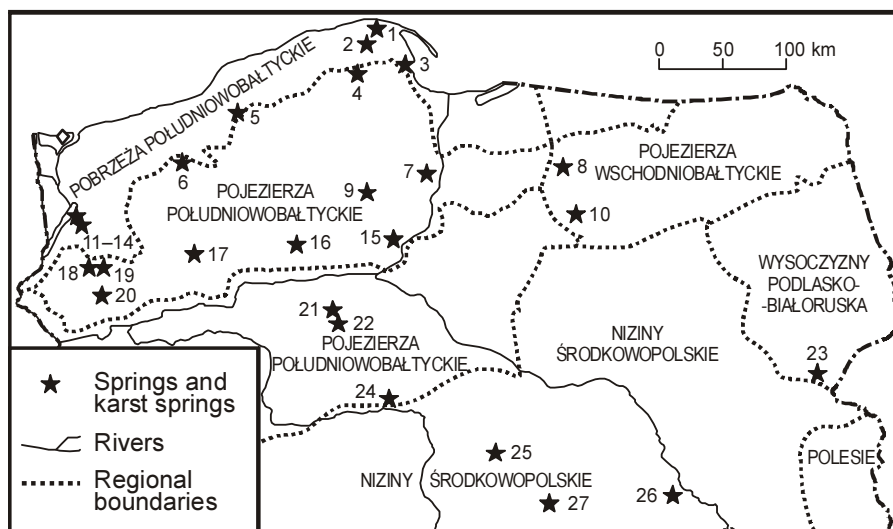 1
2
3
4
0 50 100 km
POBRZEŻA POŁUDNIOWOBAŁTYCKIE
5
6
7
8
POJEZIERZA
WSCHODNIOBAŁTYCKIE
POJEZIERZA
POŁUDNIOWOBAŁTYCKIE
9
10
11–14
15
16
17
18
19
20
WYSOCZYZNY
PODLASKO-
-BIAŁORUSKA
21
22
POJEZIERZA
POŁUDNIOWOBAŁTYCKIE
NIZINY
ŚRODKOWOPOLSKIE
23
24
25
26
27
NIZINY ŚRODKOWOPOLSKIE
POLESIE
Springs and
karst springs
Rivers
Regional
boundaries